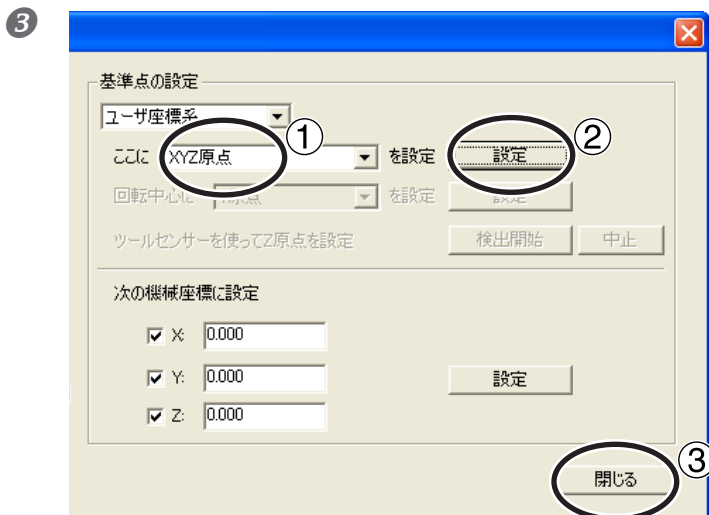 3
基準点の設定
ユーザ座標系
① ②
ここに XYZ原点 を設定 設定
回転中心に を設定 設定
ツールセンサーを使ってZ原点を設定 検出開始 中止
次の機械座標に設定
X: 0.000
Y: 0.000 設定
Z: 0.000
③
閉じる